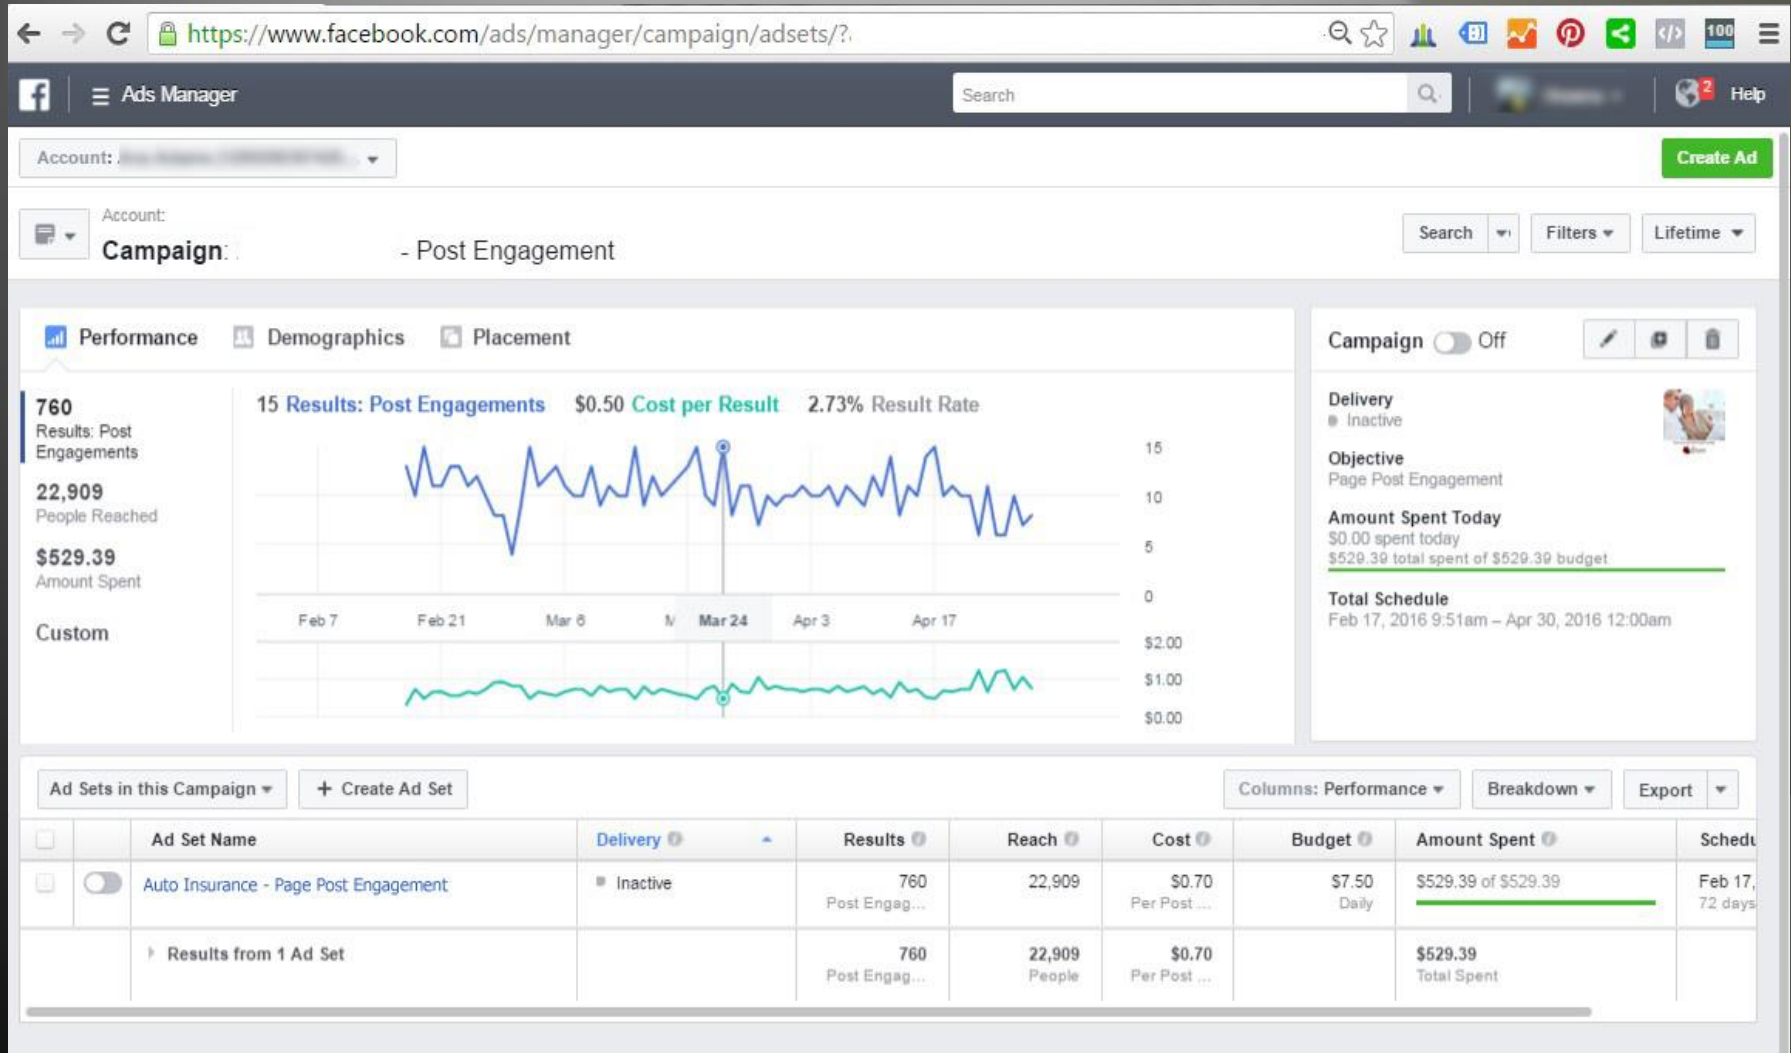 https://www.facebook.com/ads/manager/campaign/adsets/?
100
Ads Manager
Search
2
Help
Account:
Create Ad
Account:
Campaign: - Post Engagement
Search
Filters
Lifetime
Performance
Demographics
Placement
760
Results: Post
Engagements
22,909
People Reached
$529.39
Amount Spent
Custom
15 Results: Post Engagements $0.50 Cost per Result 2.73% Result Rate
15
10
5
0
Feb 7
Feb 21
Mar 6
M
Mar 24
Apr 3
Apr 17
$2.00
$1.00
$0.00
Campaign Off
Delivery
Inactive
Objective
Page Post Engagement
Amount Spent Today
$0.00 spent today
$529.39 total spent of $529.39 budget
Total Schedule
Feb 17, 2016 9:51am – Apr 30, 2016 12:00am
Ad Sets in this Campaign
+ Create Ad Set
Columns: Performance
Breakdown
Export
Ad Set Name
Delivery
Results
Reach
Cost
Budget
Amount Spent
Schedu
Auto Insurance - Page Post Engagement
Inactive
760
Post Engag...
22,909
$0.70
Per Post ...
$7.50
Daily
$529.39 of $529.39
Feb 17,
72 days
Results from 1 Ad Set
760
Post Engag...
22,909
People
$0.70
Per Post ...
$529.39
Total Spent